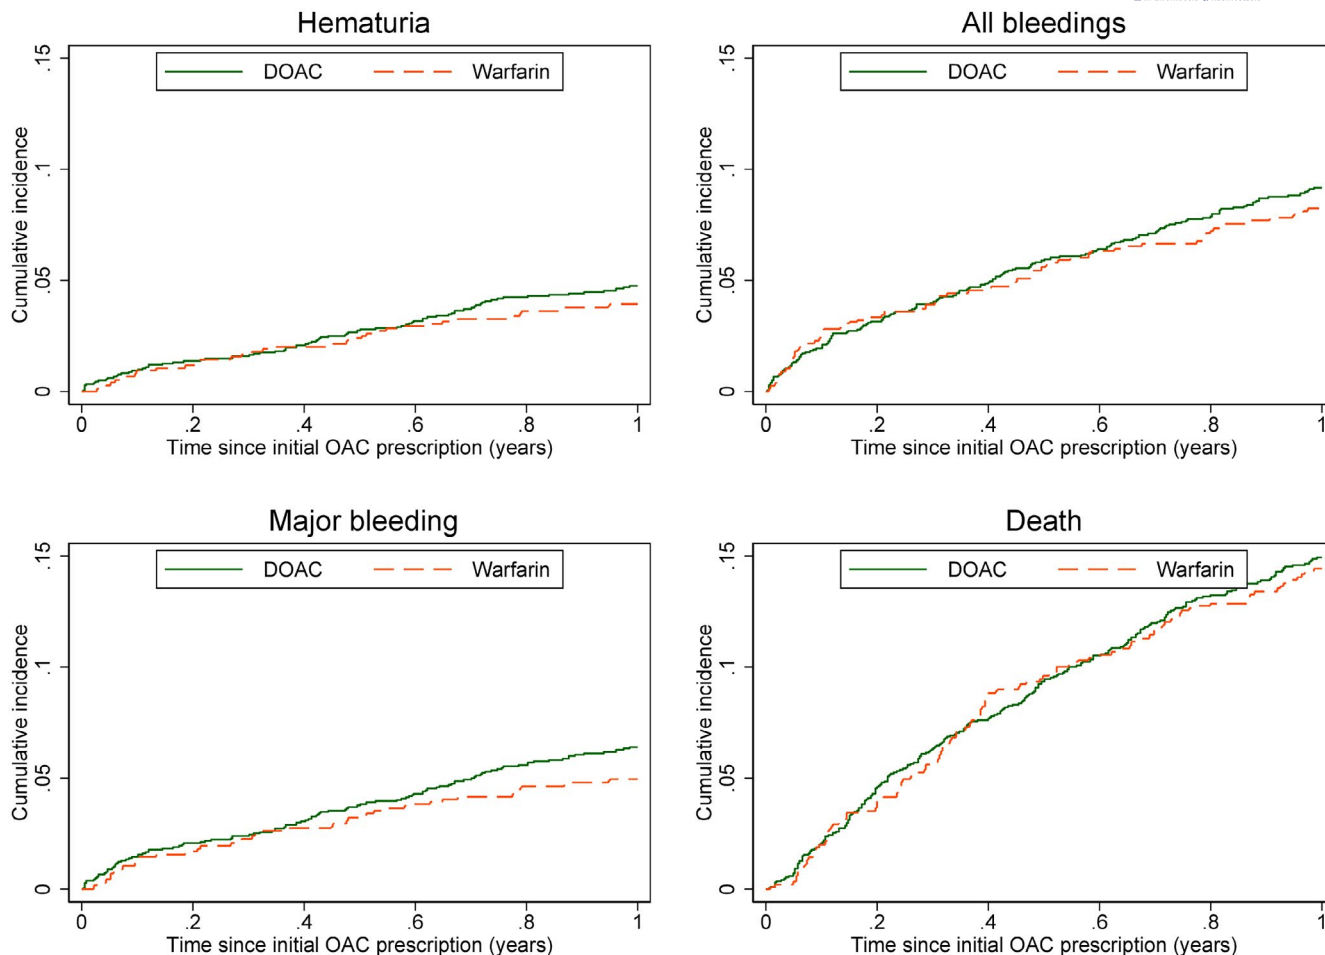 Hematuria
DOAC Warfarin
Cumulative incidence
.15
.1
.05
0
0 .2 .4 .6 .8 1
Time since initial OAC prescription (years)
All bleedings
DOAC Warfarin
Cumulative incidence
.15
.1
.05
0
0 .2 .4 .6 .8 1
Time since initial OAC prescription (years)
Major bleeding
DOAC Warfarin
Cumulative incidence
.15
.1
.05
0
0 .2 .4 .6 .8 1
Time since initial OAC prescription (years)
Death
DOAC Warfarin
Cumulative incidence
.15
.1
.05
0
0 .2 .4 .6 .8 1
Time since initial OAC prescription (years)